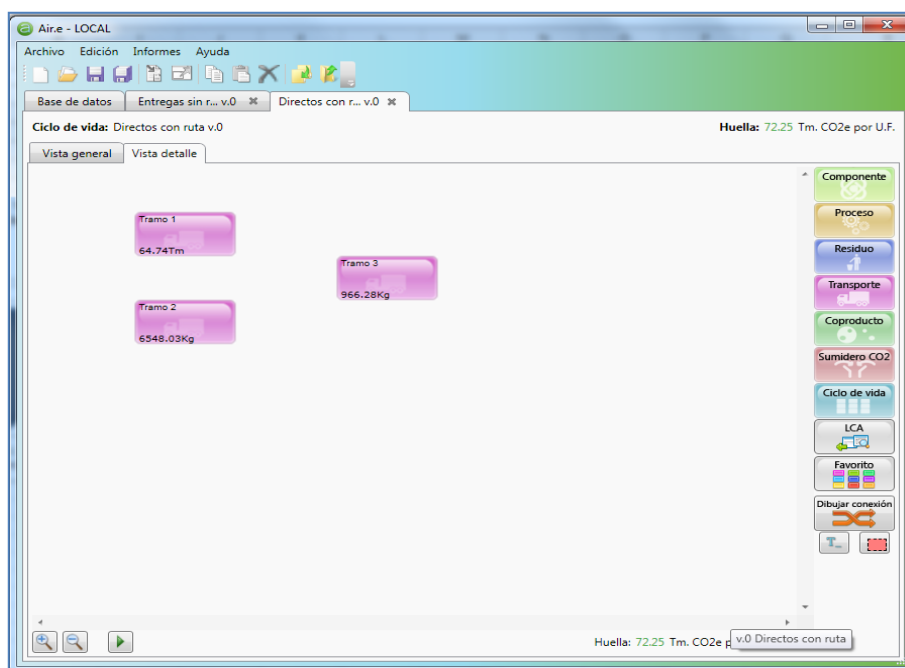 Air.e - LOCAL
Archivo Edición Informes Ayuda
Base de datos Entregas sin r... v.0 Directos con r... v.0
Ciclo de vida: Directos con ruta v.0 Huella: 72.25 Tm. CO2e por U.F.
Vista general Vista detalle
Tramo 1
64.74Tm
Tramo 3
966.28Kg
Tramo 2
6548.03Kg
Componente
Proceso
Residuo
Transporte
Coproducto
Sumidero CO2
Ciclo de vida
LCA
Favorito
Dibujar conexión
T...
Huella: 72.25 Tm. CO2e p
v.0 Directos con ruta